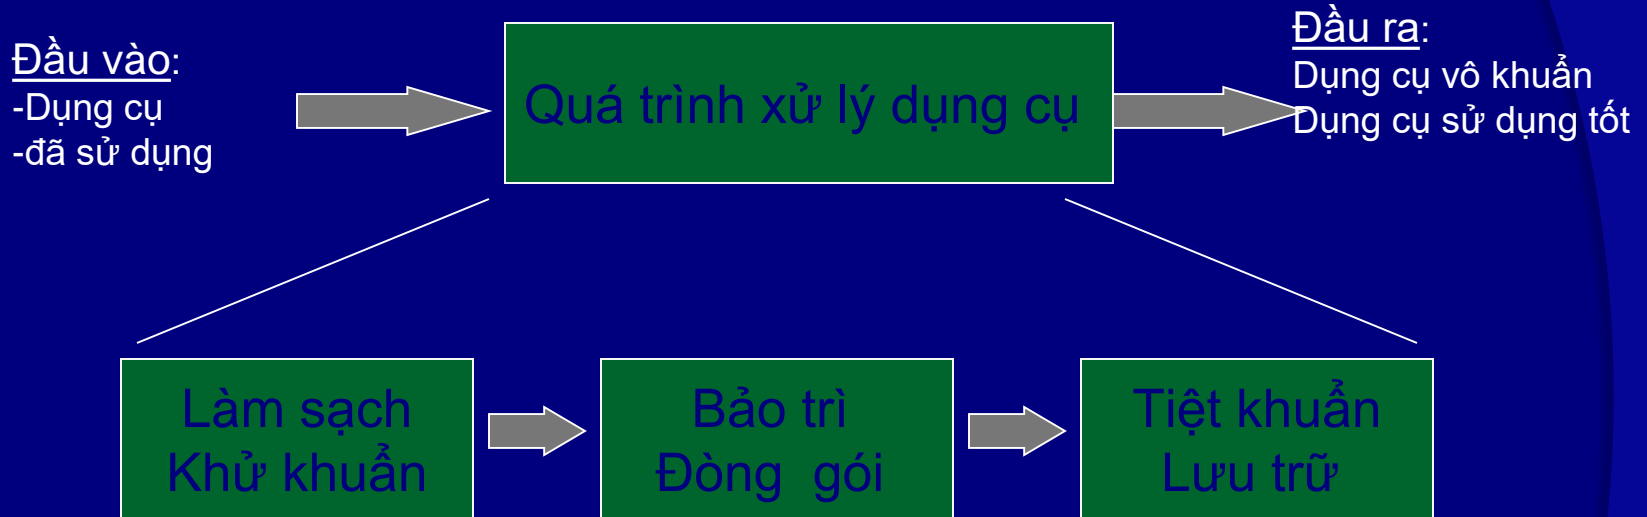 Đầu vào:
-Dụng cụ
-đã sử dụng
Quá trình xử lý dụng cụ
Đầu ra:
Dụng cụ vô khuẩn
Dụng cụ sử dụng tốt
Làm sạch
Khử khuẩn
Bảo trì
Đòng gói
Tiệt khuẩn
Lưu trữ